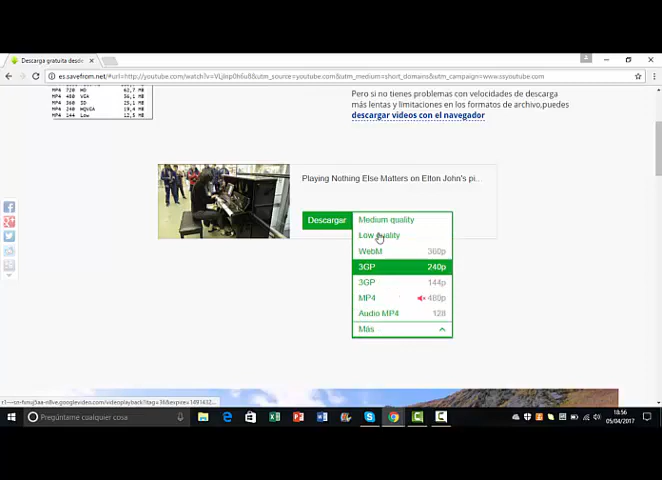 Descarga gratuita desde
es.savefrom.net/#url=http://youtube.com/watch?v=VLjixp0h6u8&utm_source=youtube.com&utm_medium=short_domains&utm_campaign=www.ssyoutube.com
MP4 720 HD 62,7 MB
MP4 480 VGA 56,1 MB
MP4 360 SD 25,1 MB
MP4 240 WQVGA 19,4 MB
MP4 144 Low 12,5 MB
Pero si no tienes problemas con velocidades de descarga
más lentas y limitaciones en los formatos de archivo,puedes
descargar videos con el navegador
Playing Nothing Else Matters on Elton John's pi...
Descargar
Medium quality
Low quality
WebM 360p
3GP 240p
3GP 144p
MP4 480p
Audio MP4 128
Más
Pregúntame cualquier cosa
18:56
05/04/2017